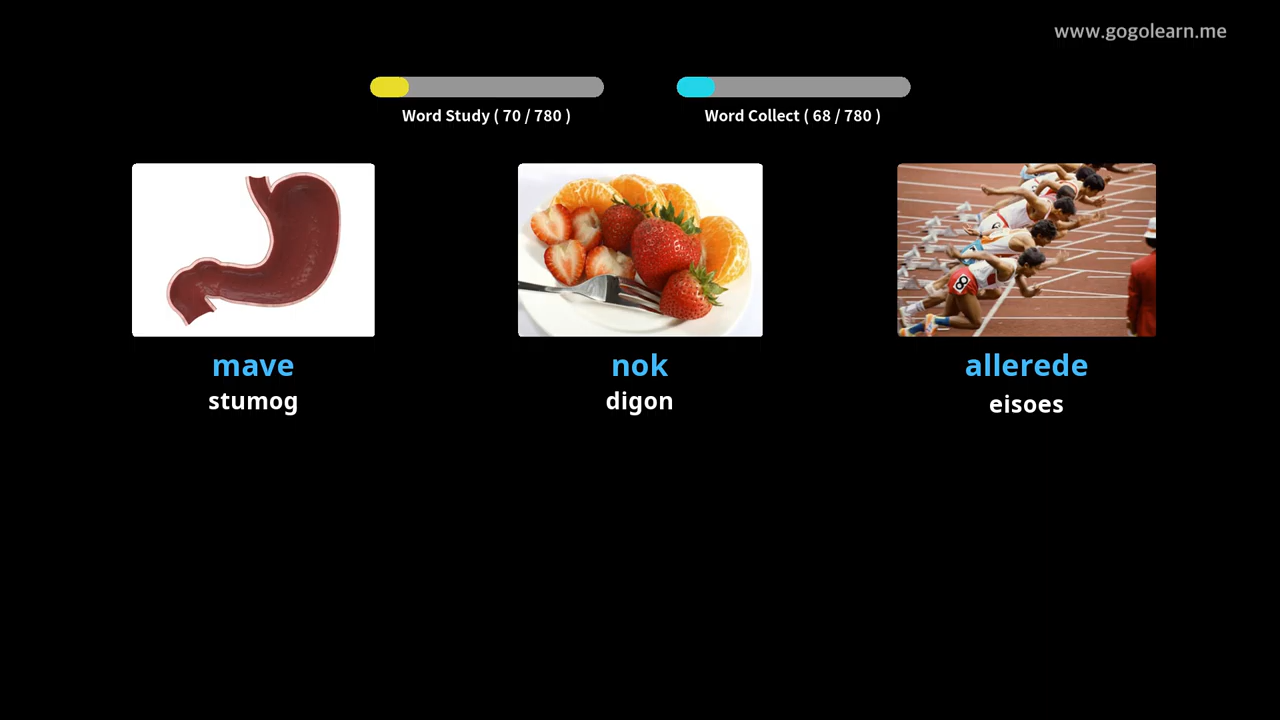 www.gogolearn.me
Word Study ( 70 / 780 )
Word Collect ( 68 / 780 )
mave
stumog
nok
digon
allerede
eisoes